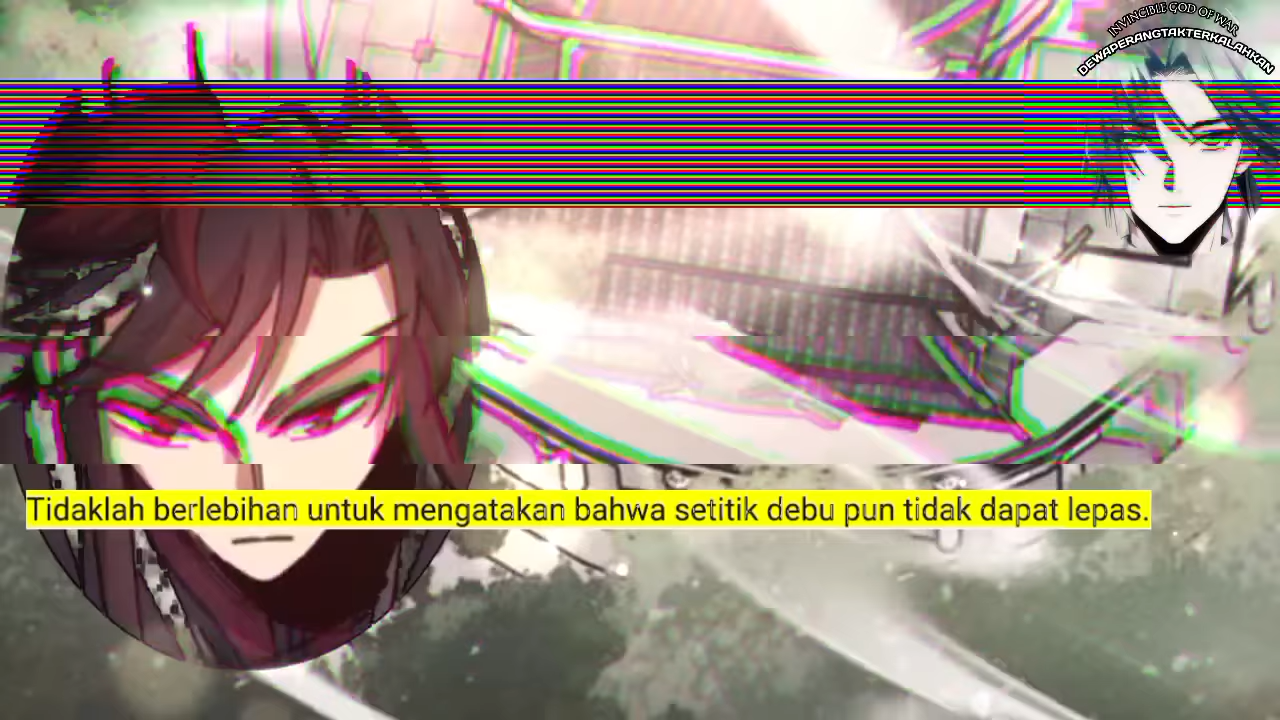 INVINCIBLE GOD OF WAR
DEWAPERANGTAKTERKALAHKAN
Tidaklah berlebihan untuk mengatakan bahwa setitik debu pun tidak dapat lepas.